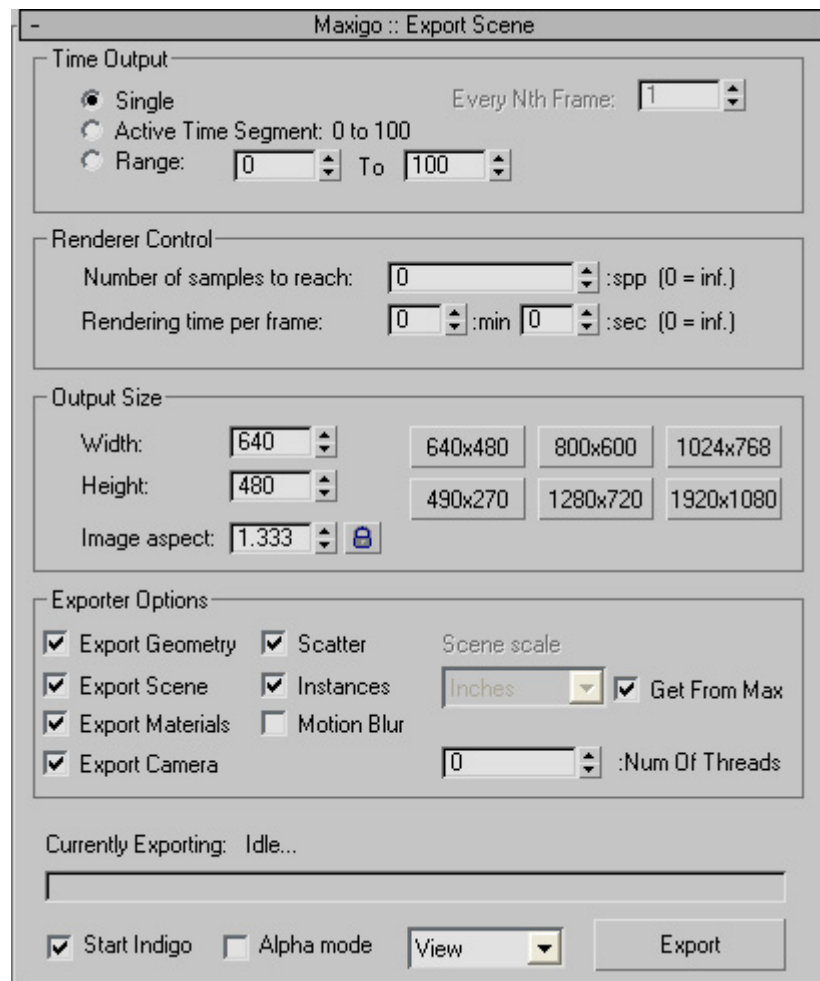 - Maxigo :: Export Scene
Time Output
Single Every Nth Frame: 1
Active Time Segment: 0 to 100
Range: 0 To 100
Renderer Control
Number of samples to reach: 0 :spp (0 = inf.)
Rendering time per frame: 0 :min 0 :sec (0 = inf.)
Output Size
Width: 640 640x480 800x600 1024x768
Height: 480 490x270 1280x720 1920x1080
Image aspect: 1.333
Exporter Options
Export Geometry Scatter Scene scale
Export Scene Instances Inches Get From Max
Export Materials Motion Blur
Export Camera 0 :Num Of Threads
Currently Exporting: Idle...
Start Indigo Alpha mode View Export